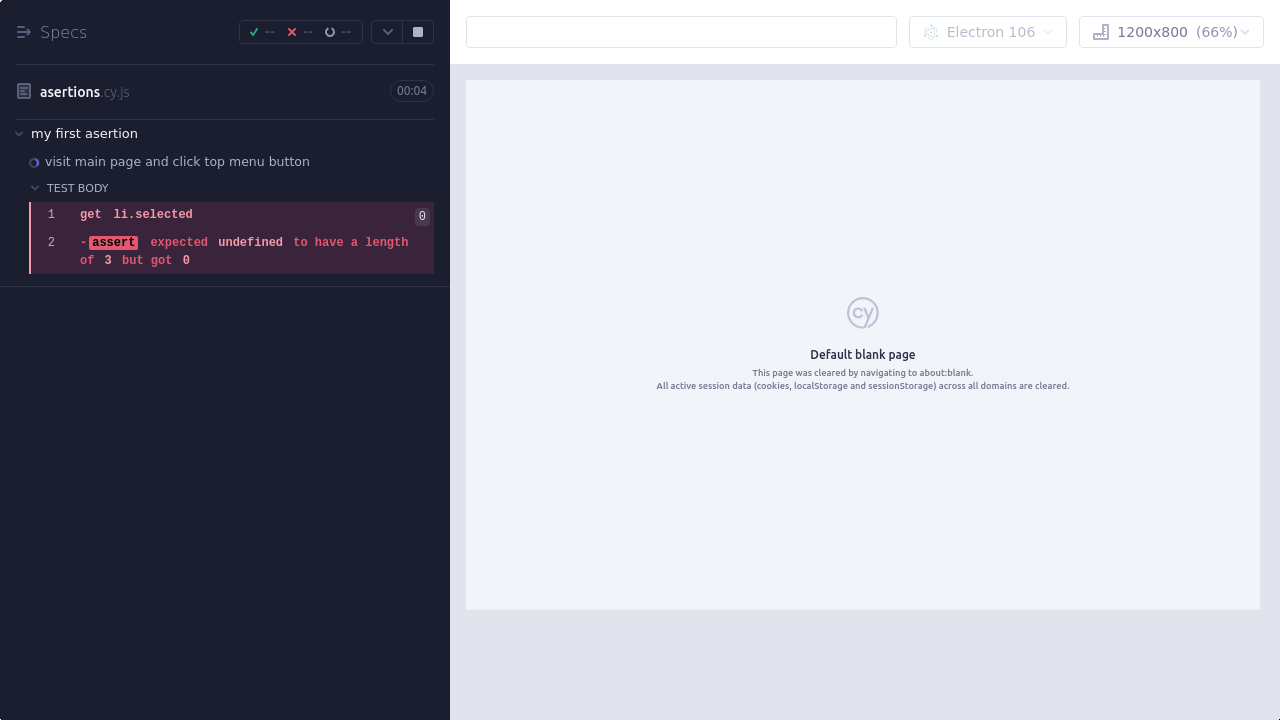 Specs -- -- --
asertions.cy.js 00:04
my first asertion
visit main page and click top menu button
TEST BODY
1 get li.selected 0
2 -assert expected undefined to have a length
of 3 but got 0
Electron 106
1200x800 (66%)
cy
Default blank page
This page was cleared by navigating to about:blank.
All active session data (cookies, localStorage and sessionStorage) across all domains are cleared.